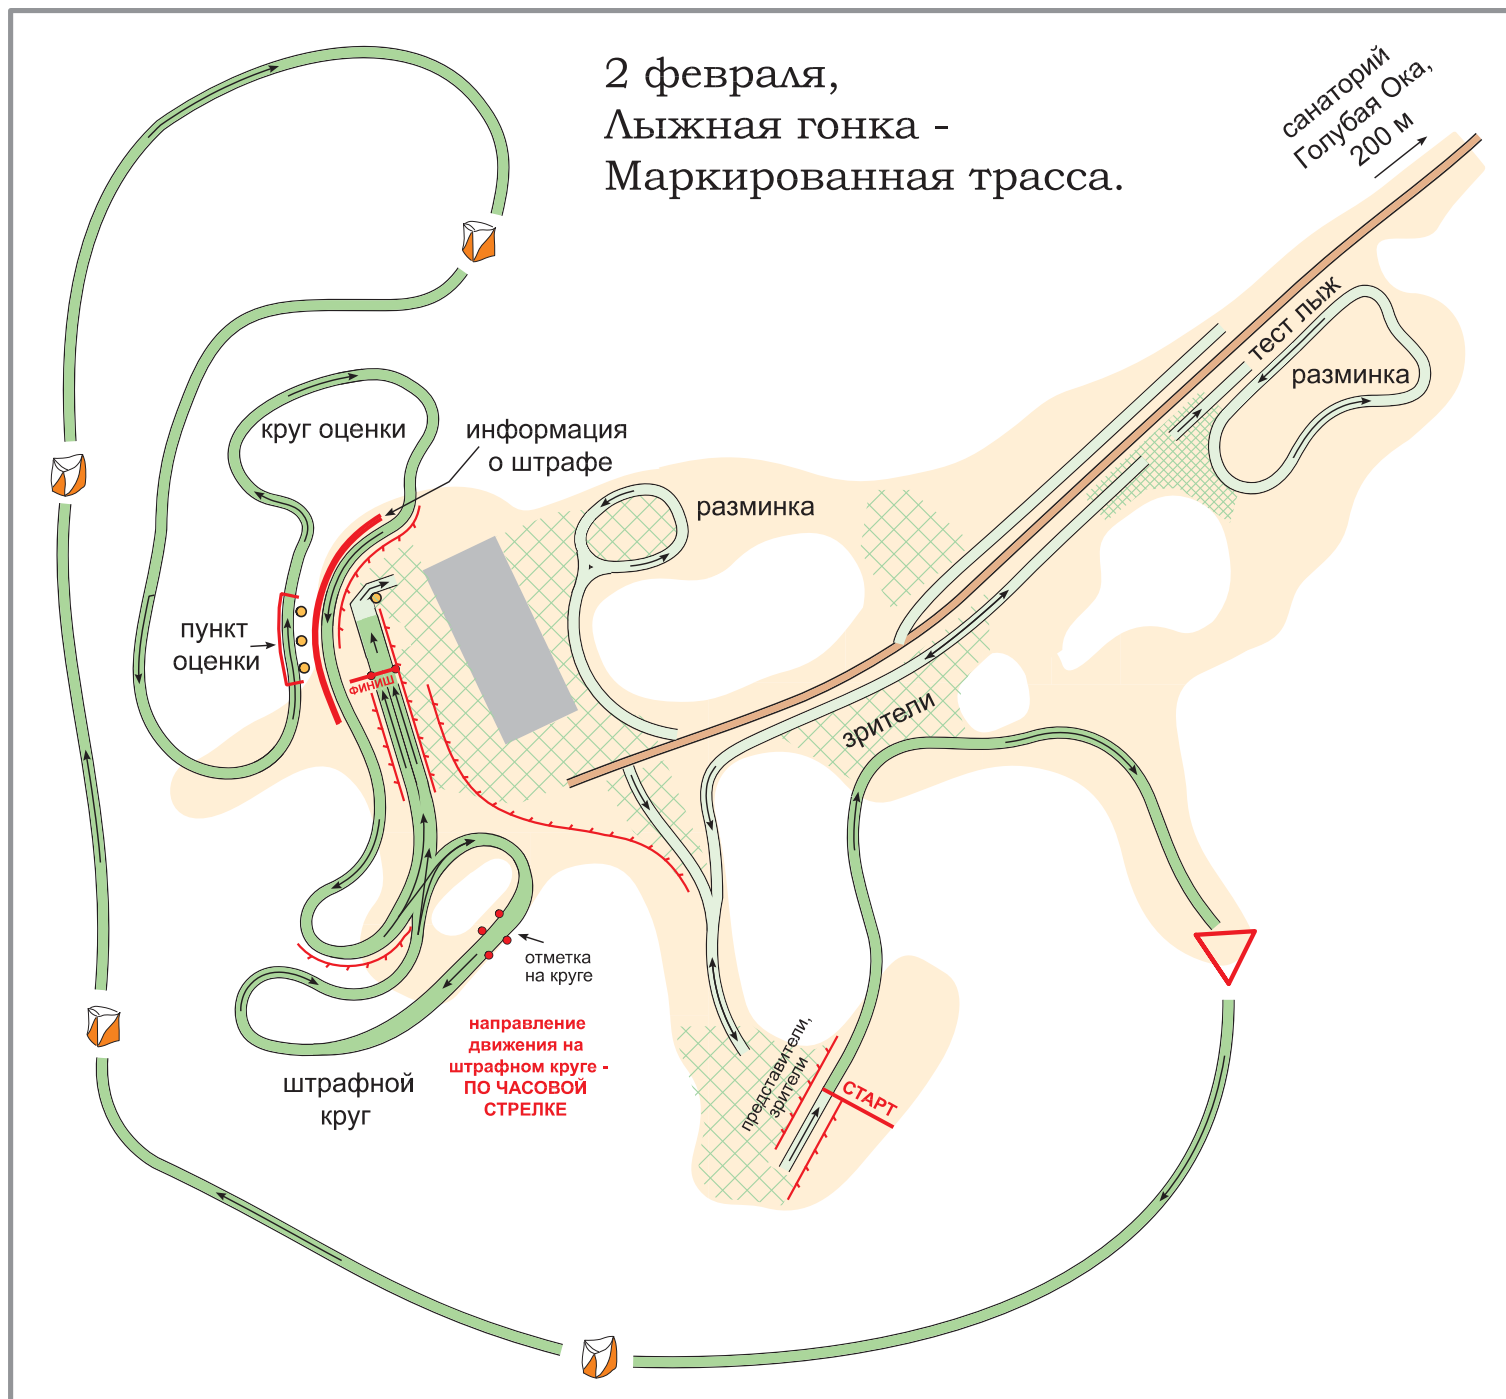 2 февраля,
Лыжная гонка -
Маркированная трасса.
санаторий
Голубая Ока,
200 м
тест лыж
разминка
круг оценки
информация
о штрафе
разминка
пункт
оценки
ФИНИШ
зрители
отметка
на круге
направление
движения на
штрафном круге -
ПО ЧАСОВОЙ
СТРЕЛКЕ
штрафной
круг
представители,
зрители
СТАРТ